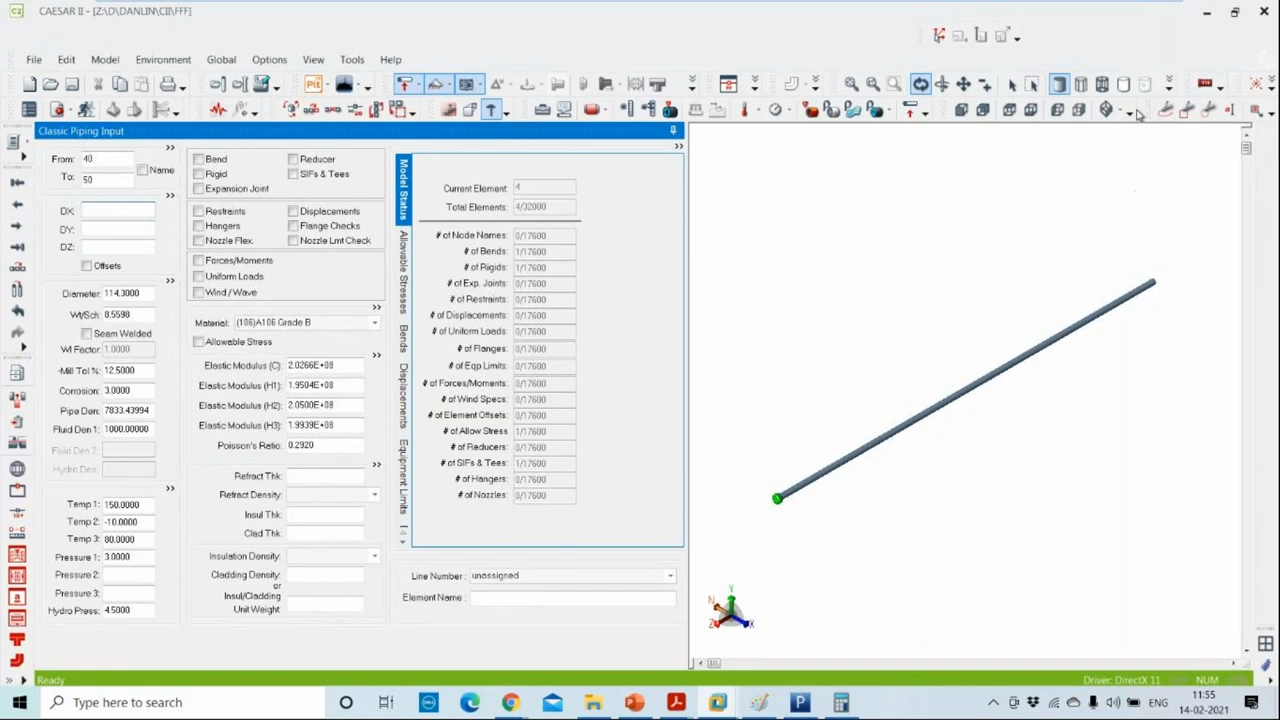 CAESAR II - [Z:\D\DANLIN\CII\FFF]
File Edit Model Environment Global Options View Tools Help
Classic Piping Input
From: 40
To: 50
Name
DX:
DY:
DZ:
Offsets
Diameter: 114.3000
Wt/Sch: 8.5598
Seam Welded
Wl Factor: 1.0000
-Mill Tol %: 12.5000
Corrosion: 3.0000
Pipe Den: 7833.43994
Fluid Den 1: 1000.00000
Fluid Den 2:
Hydro Den:
Temp 1: 150.0000
Temp 2: -10.0000
Temp 3: 80.0000
Pressure 1: 3.0000
Pressure 2:
Pressure 3:
Hydro Press: 4.5000
Bend Reducer
Rigid SIFs & Tees
Expansion Joint
Restraints Displacements
Hangers Flange Checks
Nozzle Flex. Nozzle Lmt Check
Forces/Moments
Uniform Loads
Wind / Wave
Material: (106)A106 Grade B
Allowable Stress
Elastic Modulus (C): 2.0266E+08
Elastic Modulus (H1): 1.9504E+08
Elastic Modulus (H2): 2.0500E+08
Elastic Modulus (H3): 1.9939E+08
Poisson's Ratio: 0.2920
Refract Thk:
Refract Density:
Insul Thk:
Clad Thk:
Insulation Density:
Cladding Density:
or
Insul/Cladding
Unit Weight:
Model Status
Allowable Stresses
Bends
Displacements
Equipment Limits
Current Element: 4
Total Elements: 4/32000
# of Node Names: 0/17600
# of Bends: 1/17600
# of Rigids: 1/17600
# of Exp. Joints: 0/17600
# of Restraints: 0/17600
# of Displacements: 0/17600
# of Uniform Loads: 0/17600
# of Flanges: 0/17600
# of Eqp Limits: 0/17600
# of Forces/Moments: 0/17600
# of Wind Specs: 0/17600
# of Element Offsets: 0/17600
# of Allow Stress 1/17600
# of Reducers: 0/17600
# of SIFs & Tees: 1/17600
# of Hangers: 0/17600
# of Nozzles: 0/17600
Line Number: unassigned
Element Name:
Y
N
Z X
Ready Driver: DirectX 11 NUM
Type here to search
ENG
11:55
14-02-2021